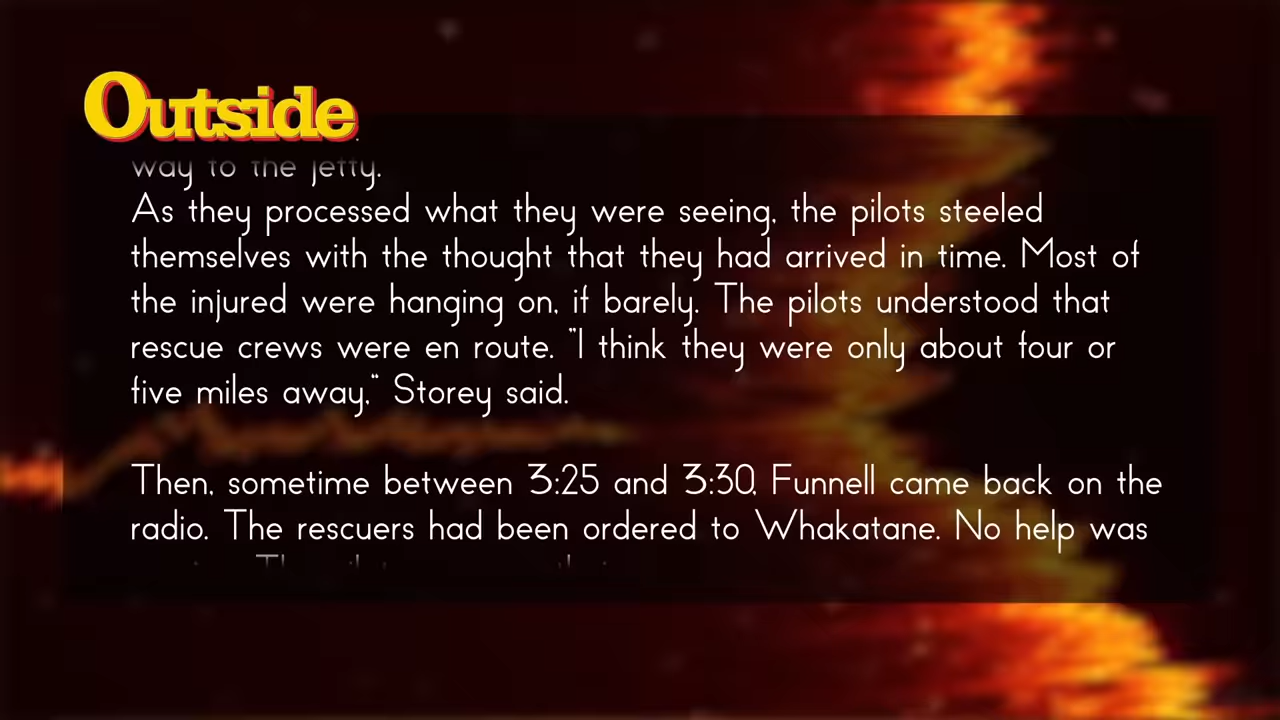 Outside
way to the jetty.
As they processed what they were seeing, the pilots steeled
themselves with the thought that they had arrived in time. Most of
the injured were hanging on, if barely. The pilots understood that
rescue crews were en route. "I think they were only about four or
five miles away," Storey said.
Then, sometime between 3:25 and 3:30, Funnell came back on the
radio. The rescuers had been ordered to Whakatane. No help was